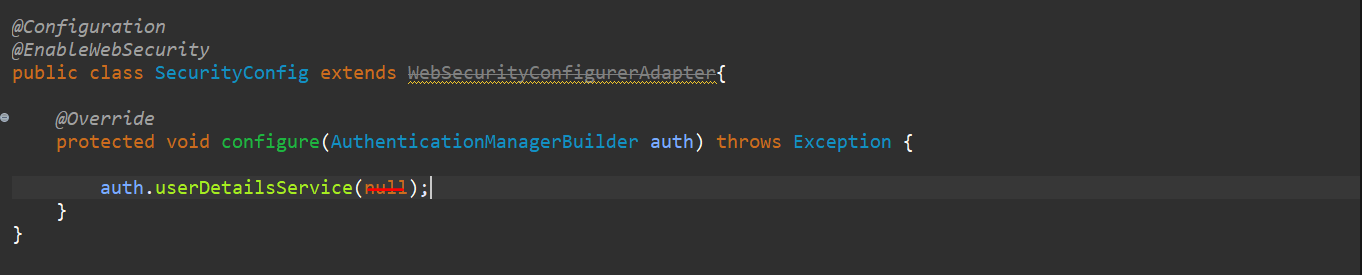 @Configuration
@EnableWebSecurity
public class SecurityConfig extends WebSecurityConfigurerAdapter{
@Override
protected void configure(AuthenticationManagerBuilder auth) throws Exception {
auth.userDetailsService(null);
}
}